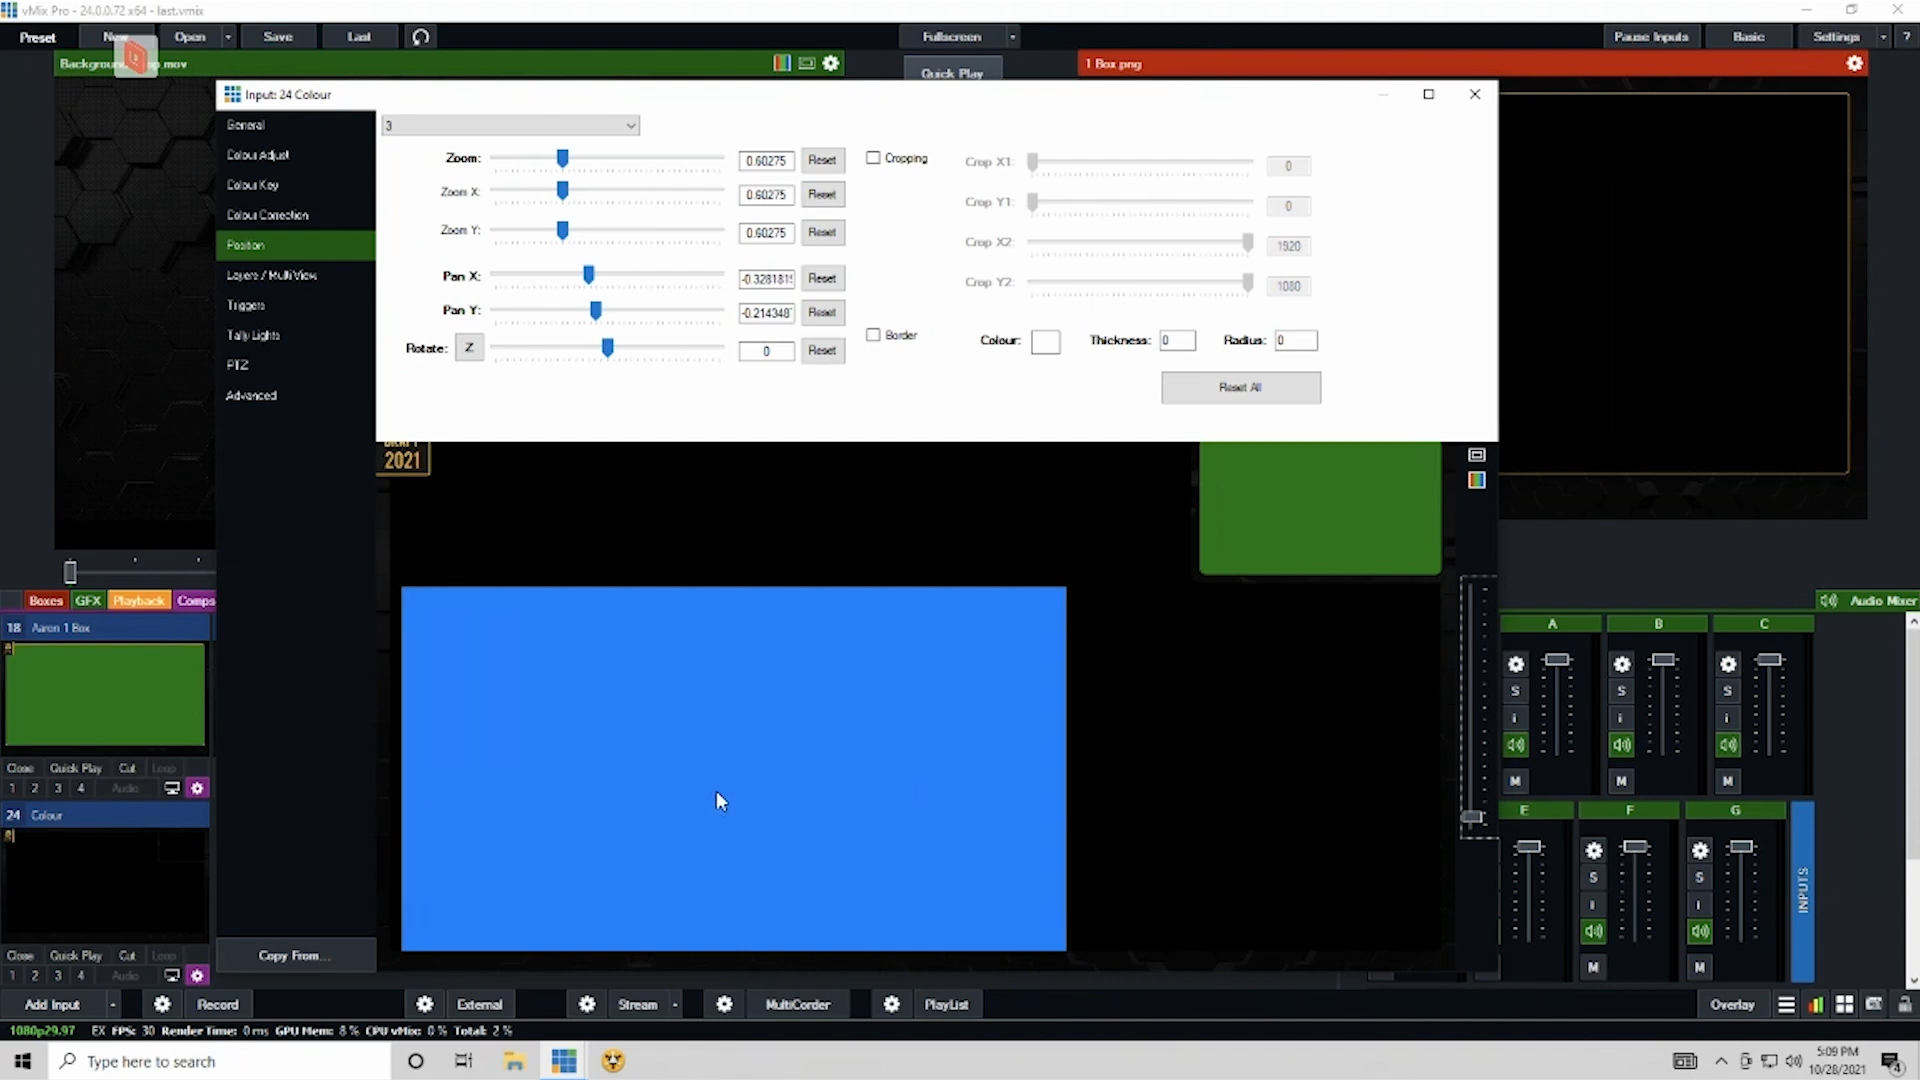 vMix Pro - 24.0.0.72 x64 - last.vmix
Preset New Open Save Last Fullscreen Pause Inputs Basic Settings ?
mov Quick Play 1 Box.png
Input: 24 Colour
General
Colour Adjust
Colour Key
Colour Correction
Position
Layers / MultiView
Triggers
Tally Lights
PTZ
Advanced
Copy From...
3
Zoom: 0.60275 Reset
Zoom X: 0.60275 Reset
Zoom Y: 0.60275 Reset
Pan X: -0.328181 Reset
Pan Y: -0.214348 Reset
Rotate: Z 0 Reset
Cropping
Crop X1: 0
Crop Y1: 0
Crop X2: 1920
Crop Y2: 1080
Border Colour: Thickness: 0 Radius: 0
Reset All
2021
Boxes GFX Playback Comps
18 Aaron 1 Box
Close Quick Play Cut Loop
1 2 3 4 Audio
24 Colour
Close Quick Play Cut Loop
1 2 3 4 Audio
Audio Mixer
A B C
S S S
i i i
M M M
E F G
S S
i i
M M
INPUTS
Add Input Record External Stream MultiCorder PlayList Overlay
1080p29.97 EX FPS: 30 Render Time: 0 ms GPU Mem: 8 % CPU vMix: 0 % Total: 2 %
Type here to search
5:09 PM
10/28/2021
4